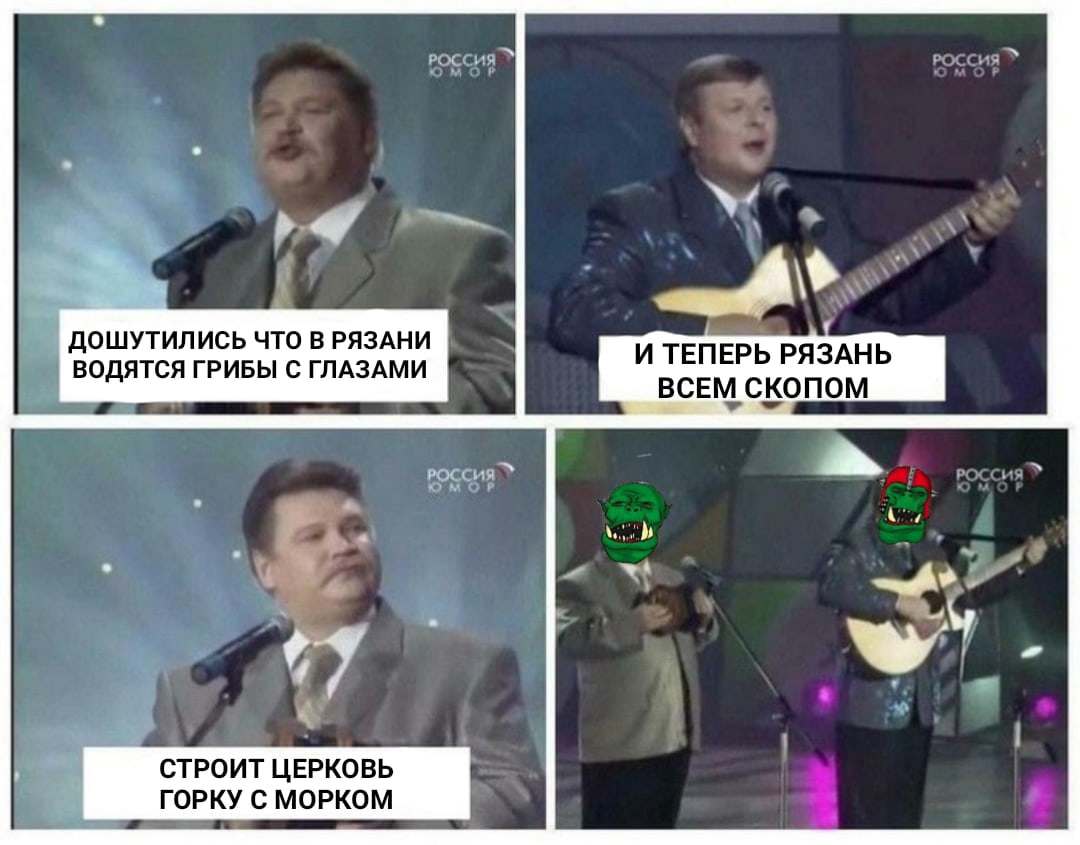 РОССИЯ
ЮМОР
ДОШУТИЛИСЬ ЧТО В РЯЗАНИ
ВОДЯТСЯ ГРИБЫ С ГЛАЗАМИ
РОССИЯ
ЮМОР
И ТЕПЕРЬ РЯЗАНЬ
ВСЕМ СКОПОМ
РОССИЯ
ЮМОР
СТРОИТ ЦЕРКОВЬ
ГОРКУ С МОРКОМ
РОССИЯ
ЮМОР